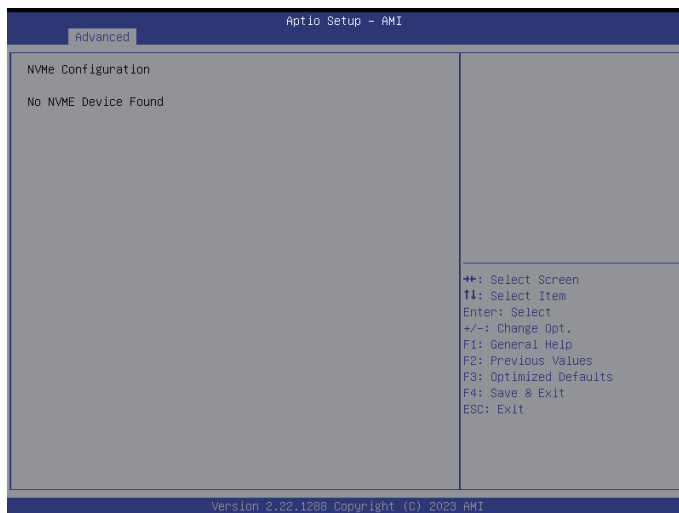 Aptio Setup – AMI
Advanced
NVMe Configuration
No NVME Device Found
→←: Select Screen
↑↓: Select Item
Enter: Select
+/-: Change Opt.
F1: General Help
F2: Previous Values
F3: Optimized Defaults
F4: Save & Exit
ESC: Exit
Version 2.22.1288 Copyright (C) 2023 AMI